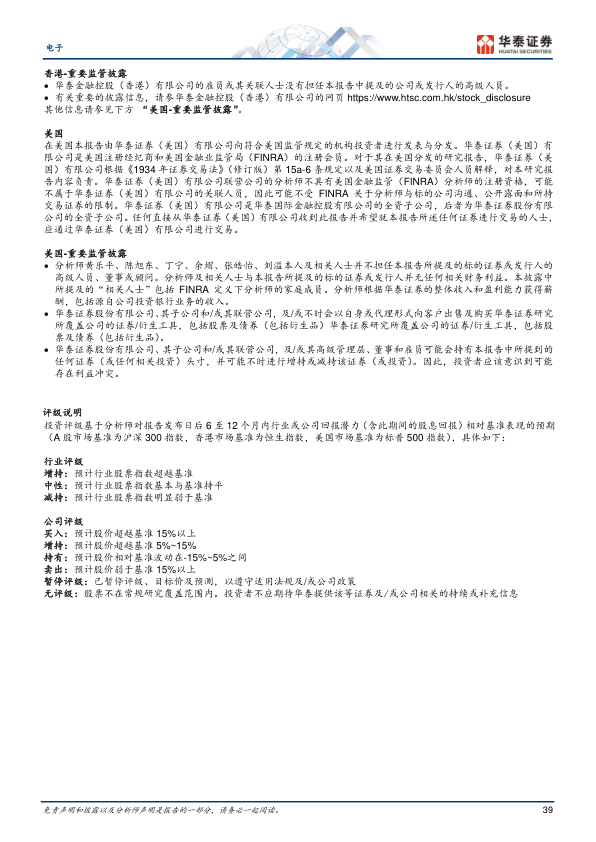 电子
华泰证券
HUATAI SECURITIES
香港-重要监管披露
• 华泰金融控股（香港）有限公司的雇员或其关联人士没有担任本报告中提及的公司或发行人的高级人员。
• 有关重要的披露信息，请参华泰金融控股（香港）有限公司的网页 https://www.htsc.com.hk/stock_disclosure
其他信息请参见下方 “美国-重要监管披露”。
美国
在美国本报告由华泰证券（美国）有限公司向符合美国监管规定的机构投资者进行发表与分发。华泰证券（美国）有
限公司是美国注册经纪商和美国金融业监管局（FINRA）的注册会员。对于其在美国分发的研究报告，华泰证券（美
国）有限公司根据《1934 年证券交易法》（修订版）第 15a-6 条规定以及美国证券交易委员会人员解释，对本研究报
告内容负责。华泰证券（美国）有限公司联营公司的分析师不具有美国金融监管（FINRA）分析师的注册资格，可能
不属于华泰证券（美国）有限公司的关联人员，因此可能不受 FINRA 关于分析师与标的公司沟通、公开露面和所持
交易证券的限制。华泰证券（美国）有限公司是华泰国际金融控股有限公司的全资子公司，后者为华泰证券股份有限
公司的全资子公司。任何直接从华泰证券（美国）有限公司收到此报告并希望就本报告所述任何证券进行交易的人士，
应通过华泰证券（美国）有限公司进行交易。
美国-重要监管披露
• 分析师黄乐平、陈旭东、丁宁、余熠、张皓怡、刘溢本人及相关人士并不担任本报告所提及的标的证券或发行人的
高级人员、董事或顾问。分析师及相关人士与本报告所提及的标的证券或发行人并无任何相关财务利益。本披露中
所提及的“相关人士”包括 FINRA 定义下分析师的家庭成员。分析师根据华泰证券的整体收入和盈利能力获得薪
酬，包括源自公司投资银行业务的收入。
• 华泰证券股份有限公司、其子公司和/或其联营公司，及/或不时会以自身或代理形式向客户出售及购买华泰证券研究
所覆盖公司的证券/衍生工具，包括股票及债券（包括衍生品）华泰证券研究所覆盖公司的证券/衍生工具，包括股
票及债券（包括衍生品）。
• 华泰证券股份有限公司、其子公司和/或其联营公司，及/或其高级管理层、董事和雇员可能会持有本报告中所提到的
任何证券（或任何相关投资）头寸，并可能不时进行增持或减持该证券（或投资）。因此，投资者应该意识到可能
存在利益冲突。
评级说明
投资评级基于分析师对报告发布日后 6 至 12 个月内行业或公司回报潜力（含此期间的股息回报）相对基准表现的预期
（A 股市场基准为沪深 300 指数，香港市场基准为恒生指数，美国市场基准为标普 500 指数），具体如下：
行业评级
增持：预计行业股票指数超越基准
中性：预计行业股票指数基本与基准持平
减持：预计行业股票指数明显弱于基准
公司评级
买入：预计股价超越基准 15%以上
增持：预计股价超越基准 5%~15%
持有：预计股价相对基准波动在-15%~5%之间
卖出：预计股价弱于基准 15%以上
暂停评级：已暂停评级、目标价及预测，以遵守适用法规及/或公司政策
无评级：股票不在常规研究覆盖范围内。投资者不应期待华泰提供该等证券及/或公司相关的持续或补充信息
免责声明和披露以及分析师声明是报告的一部分，请务必一起阅读。
39